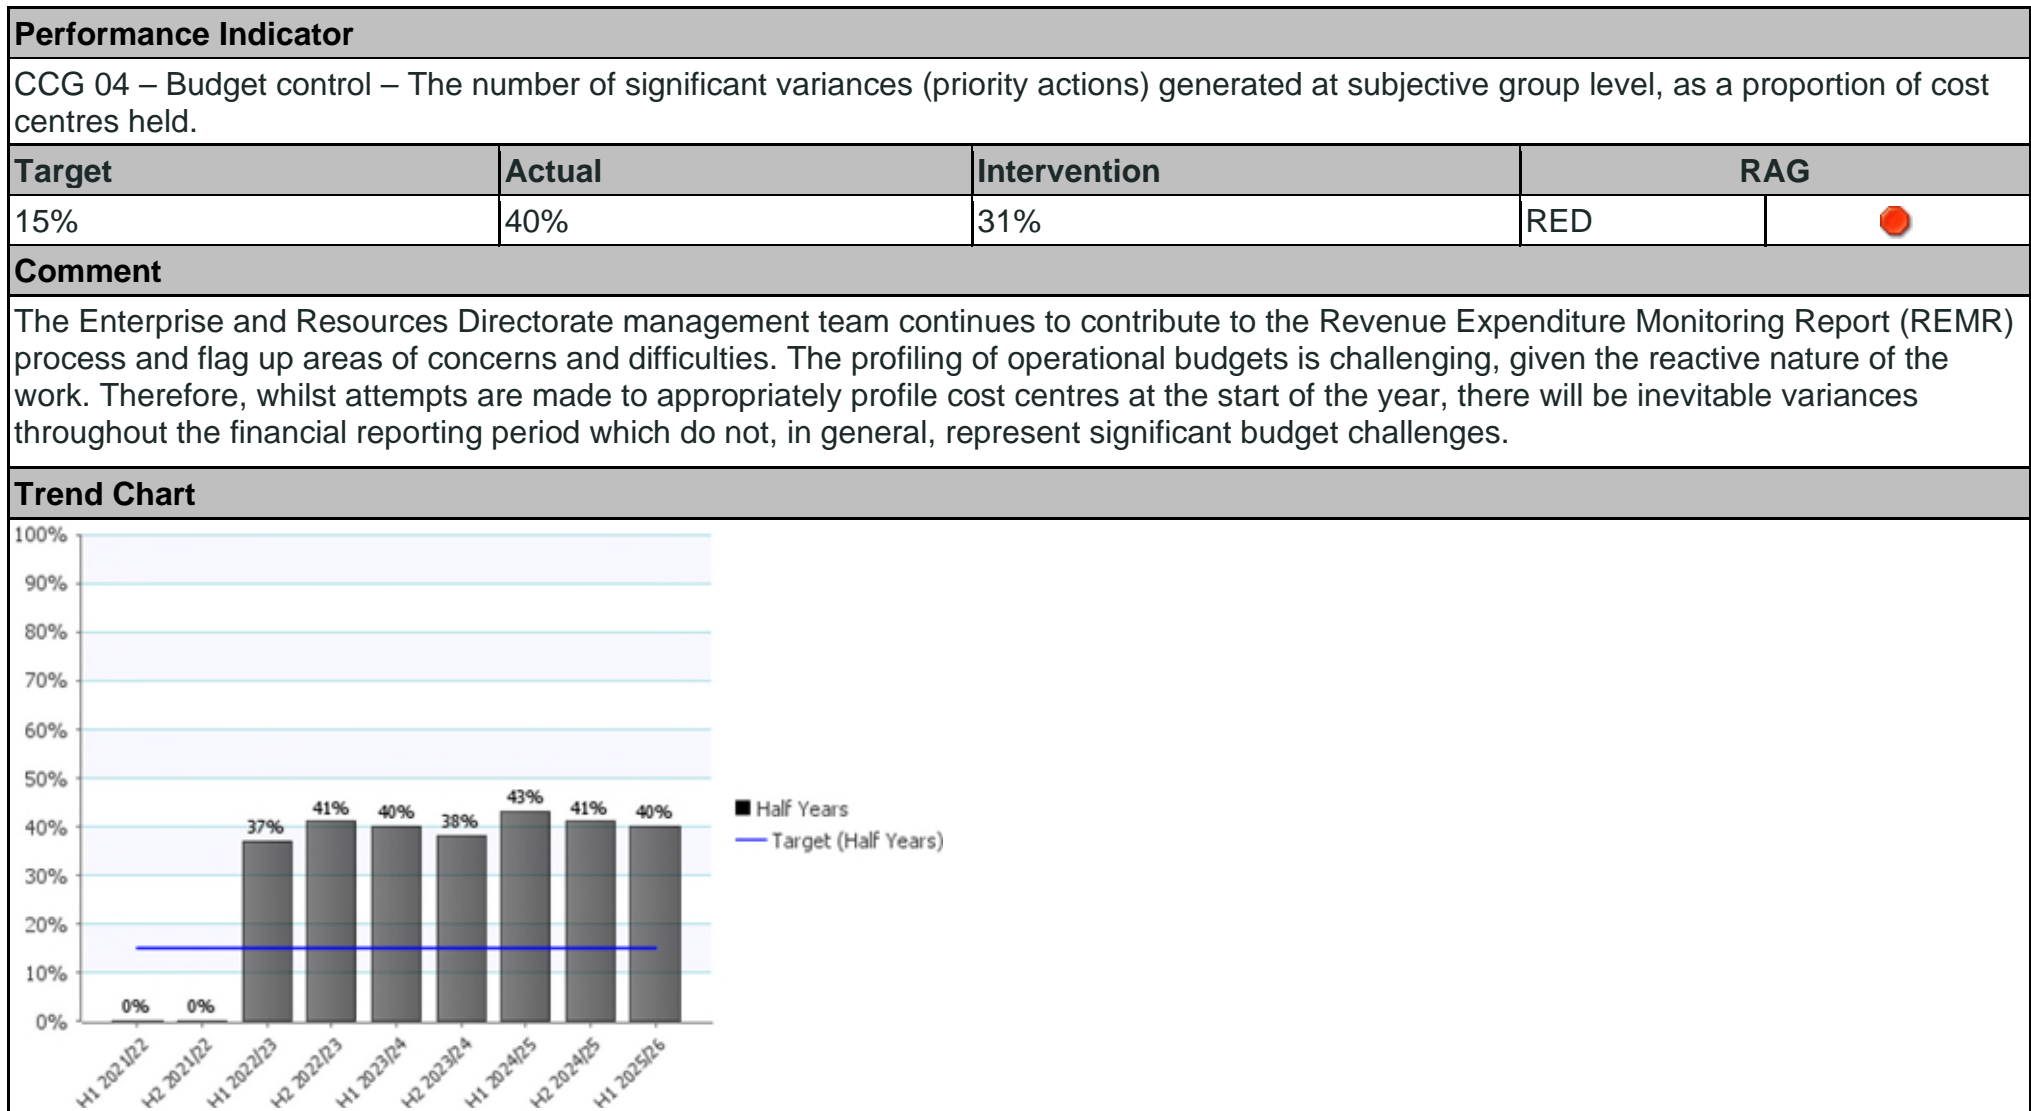 Performance Indicator
CCG 04 – Budget control – The number of significant variances (priority actions) generated at subjective group level, as a proportion of cost
centres held.
Target Actual Intervention RAG
15% 40% 31% RED
Comment
The Enterprise and Resources Directorate management team continues to contribute to the Revenue Expenditure Monitoring Report (REMR)
process and flag up areas of concerns and difficulties. The profiling of operational budgets is challenging, given the reactive nature of the
work. Therefore, whilst attempts are made to appropriately profile cost centres at the start of the year, there will be inevitable variances
throughout the financial reporting period which do not, in general, represent significant budget challenges.
Trend Chart
100%
90%
80%
70%
60%
50%
40%
30%
20%
10%
0%
0% 0% 37% 41% 40% 38% 43% 41% 40%
H1 2021/22 H2 2021/22 H1 2022/23 H2 2022/23 H1 2023/24 H2 2023/24 H1 2024/25 H2 2024/25 H1 2025/26
Half Years
Target (Half Years)